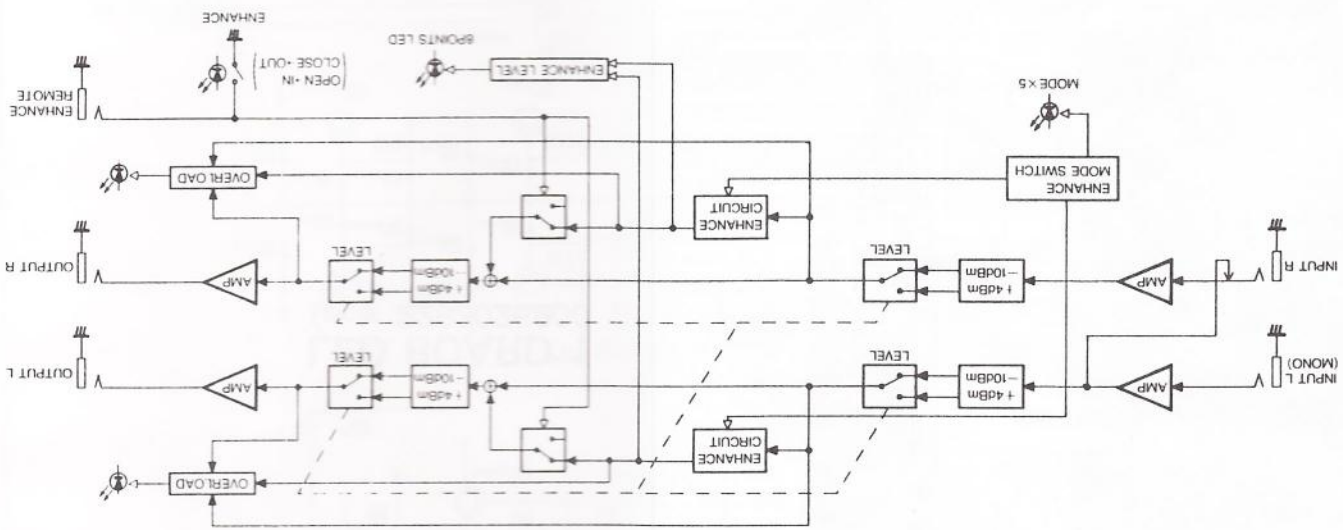 OVERLOAD
ENHANCE
CIRCUIT
INPUT L
(MONO)
AMP
+4dBm
−10dBm
LEVEL
+4dBm
−10dBm
LEVEL
AMP
OUTPUT L
INPUT R
AMP
+4dBm
−10dBm
LEVEL
+4dBm
−10dBm
LEVEL
AMP
OUTPUT R
ENHANCE
MODE SWITCH
ENHANCE
CIRCUIT
OVERLOAD
MODE×5
ENHANCE LEVEL
8POINTS LED
(OPEN・IN
CLOSE・OUT)
ENHANCE
ENHANCE
REMOTE